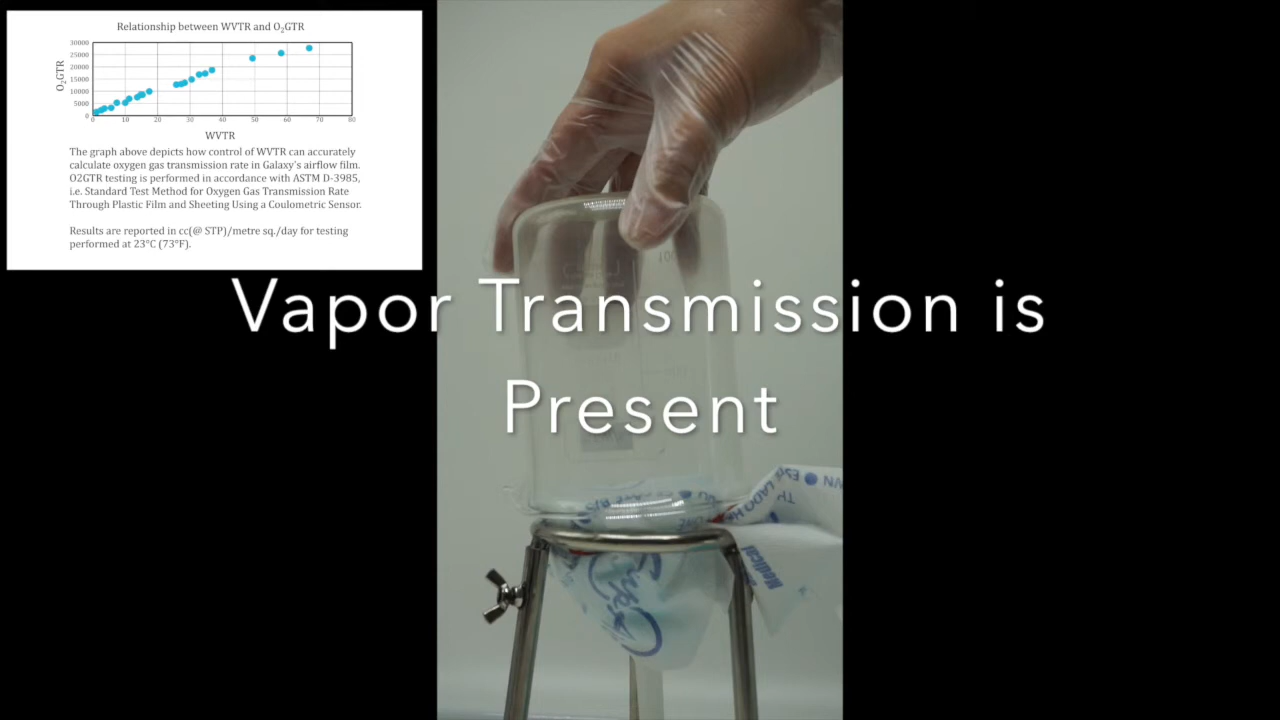 Relationship between WVTR and O₂GTR
30000
25000
20000
15000
10000
5000
0
O₂GTR
0 10 20 30 40 50 60 70 80
WVTR
The graph above depicts how control of WVTR can accurately
calculate oxygen gas transmission rate in Galaxy's airflow film.
O2GTR testing is performed in accordance with ASTM D-3985,
i.e. Standard Test Method for Oxygen Gas Transmission Rate
Through Plastic Film and Sheeting Using a Coulometric Sensor.
Results are reported in cc(@ STP)/metre sq./day for testing
performed at 23°C (73°F).
Vapor Transmission is
Present
Medical